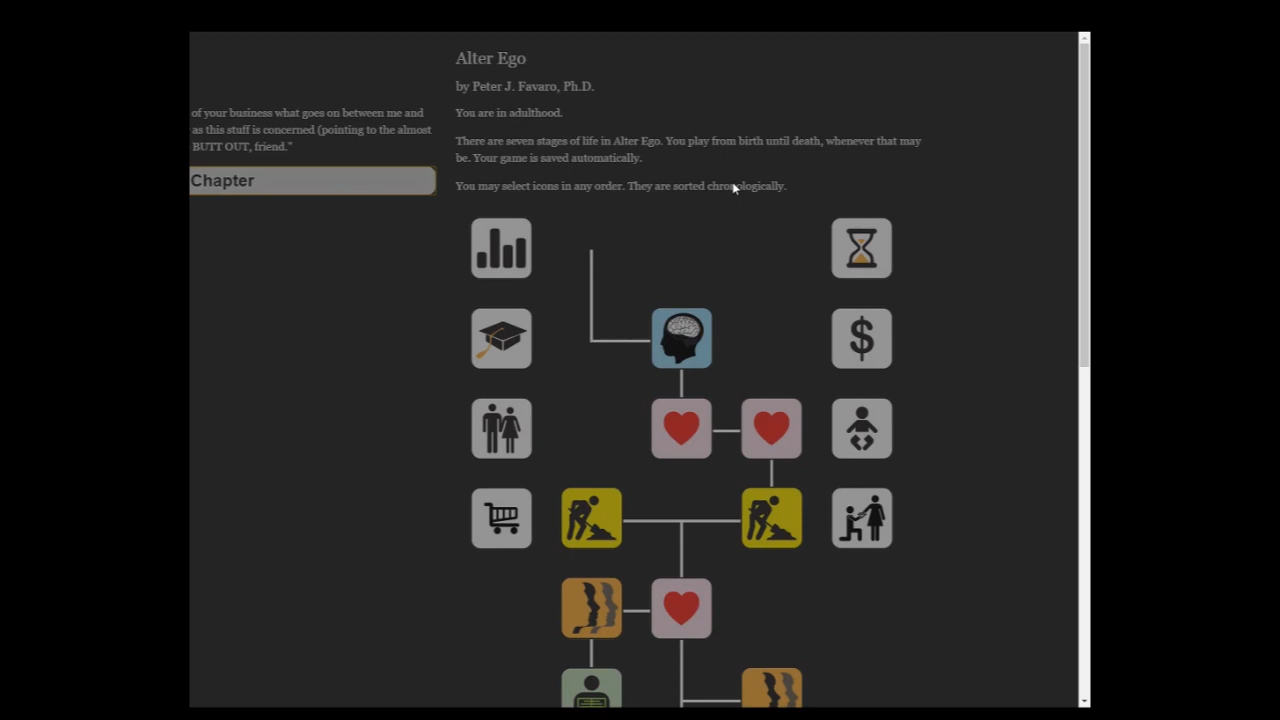 of your business what goes on between me and
as this stuff is concerned (pointing to the almost
BUTT OUT, friend."
Chapter
Alter Ego
by Peter J. Favaro, Ph.D.
You are in adulthood.
There are seven stages of life in Alter Ego. You play from birth until death, whenever that may
be. Your game is saved automatically.
You may select icons in any order. They are sorted chronologically.
$